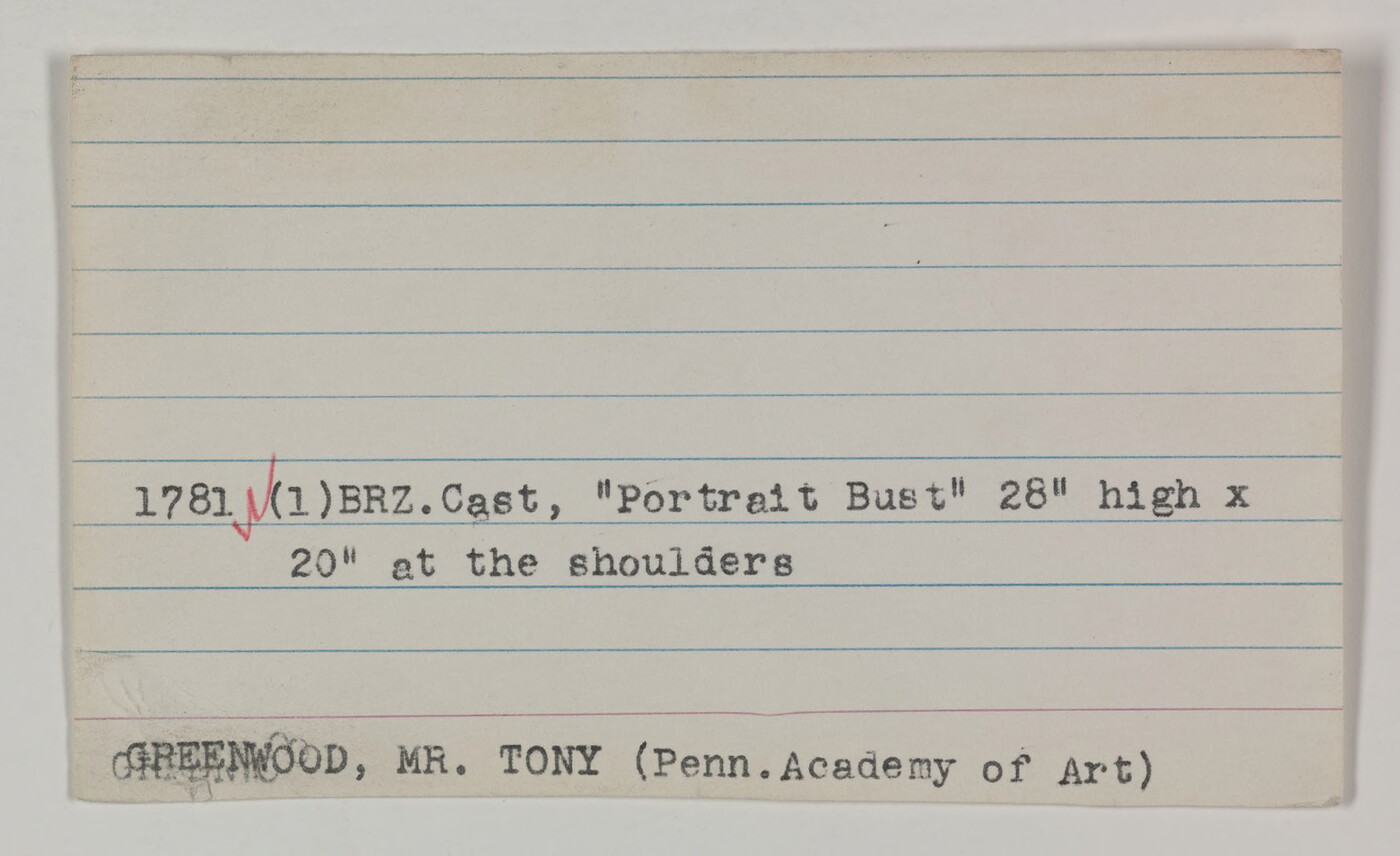 1781 (1)BRZ.Cast, "Portrait Bust" 28" high x
20" at the shoulders
GREENWOOD, MR. TONY (Penn.Academy of Art)